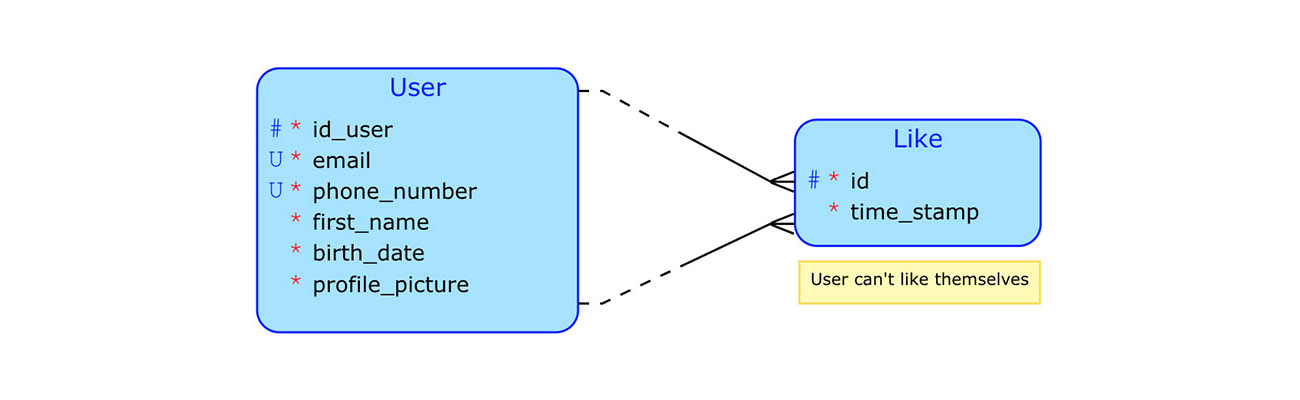 User
# * id_user
U * email
U * phone_number
* first_name
* birth_date
* profile_picture
Like
# * id
* time_stamp
User can't like themselves